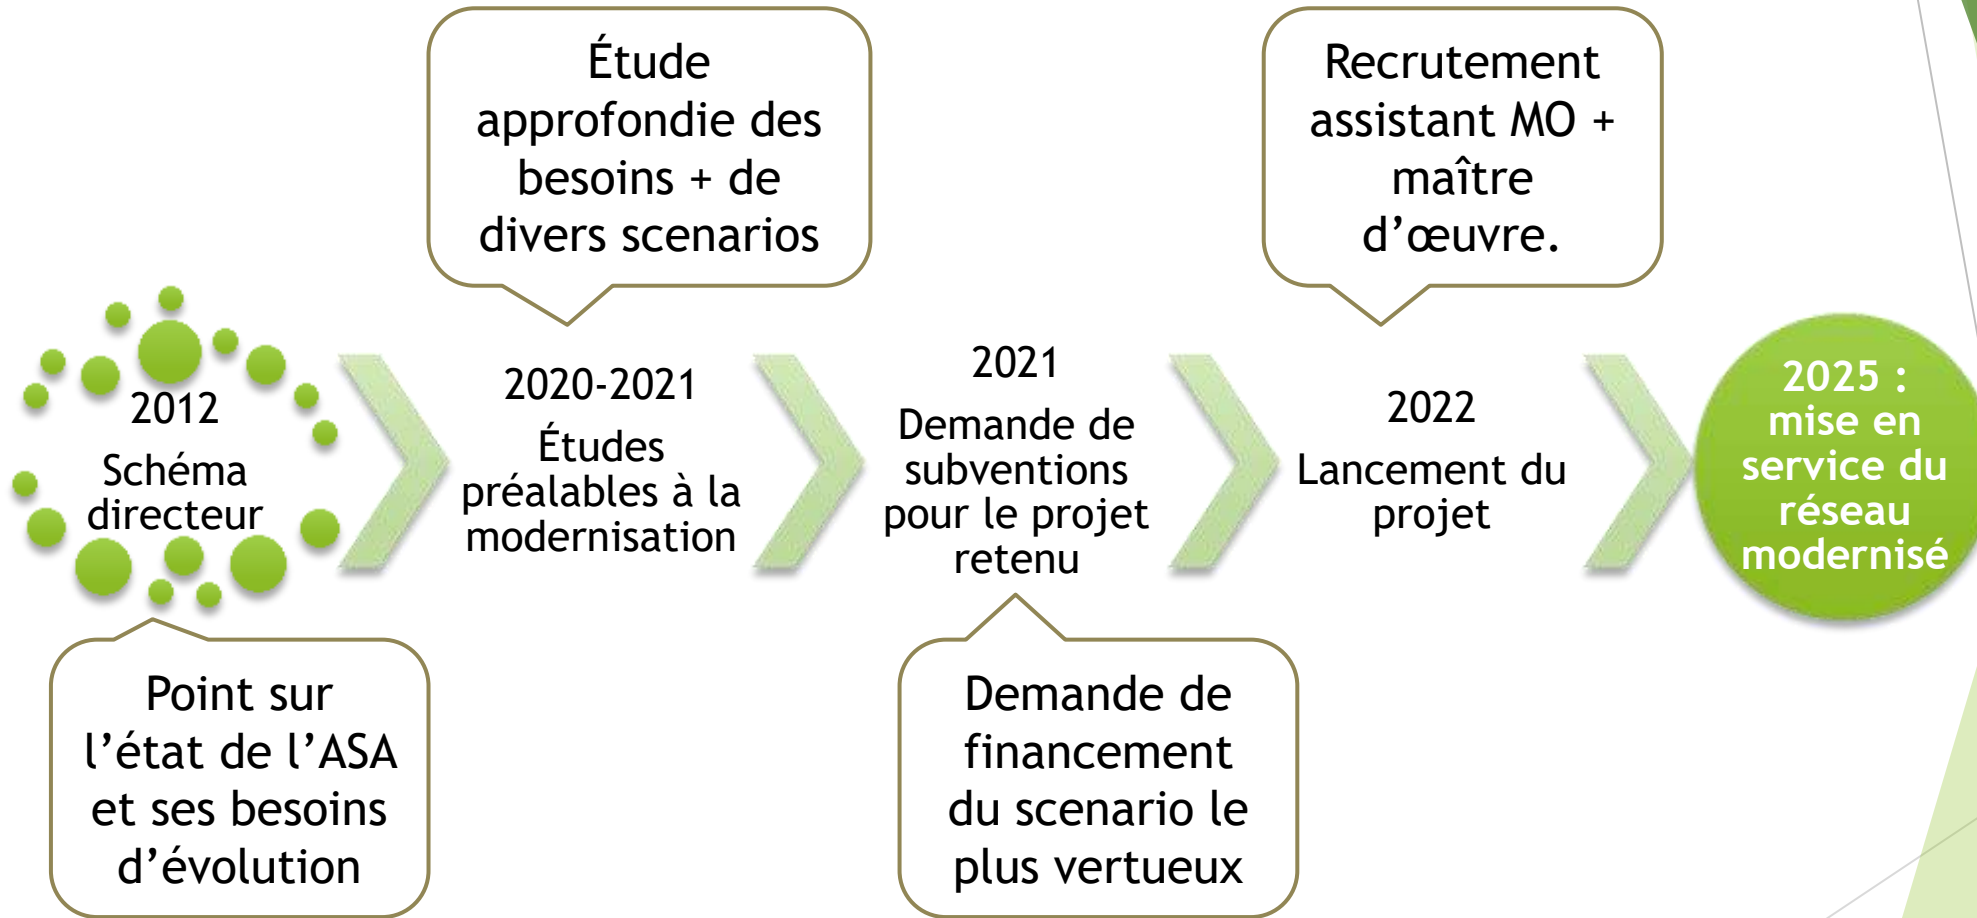 Étude
approfondie des
besoins + de
divers scenarios
Recrutement
assistant MO +
maître
d’œuvre.
2012
Schéma
directeur
2020-2021
Études
préalables à la
modernisation
2021
Demande de
subventions
pour le projet
retenu
2022
Lancement du
projet
2025 :
mise en
service du
réseau
modernisé
Point sur
l’état de l’ASA
et ses besoins
d’évolution
Demande de
financement
du scenario le
plus vertueux